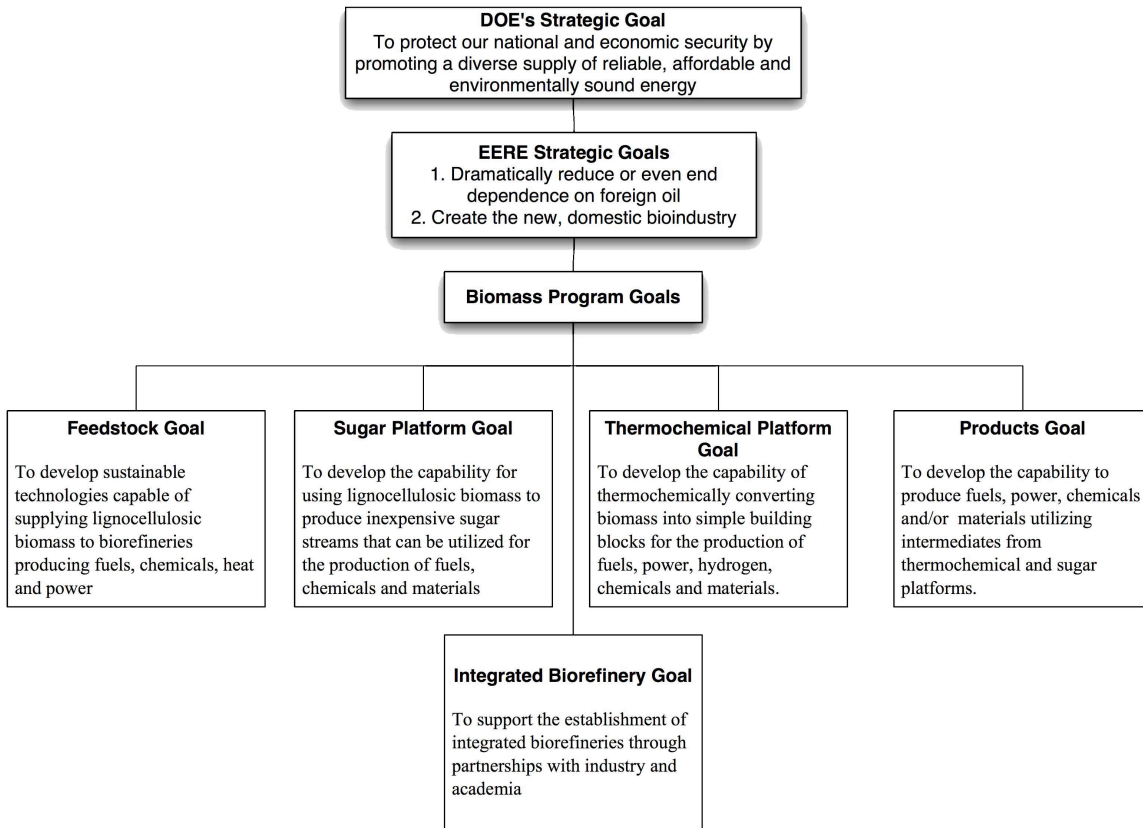 DOE's Strategic Goal
To protect our national and economic security by
promoting a diverse supply of reliable, affordable and
environmentally sound energy
EERE Strategic Goals
1. Dramatically reduce or even end
dependence on foreign oil
2. Create the new, domestic bioindustry
Biomass Program Goals
Feedstock Goal
To develop sustainable
technologies capable of
supplying lignocellulosic
biomass to biorefineries
producing fuels, chemicals, heat
and power
Sugar Platform Goal
To develop the capability for
using lignocellulosic biomass to
produce inexpensive sugar
streams that can be utilized for
the production of fuels,
chemicals and materials
Thermochemical Platform
Goal
To develop the capability of
thermochemically converting
biomass into simple building
blocks for the production of
fuels, power, hydrogen,
chemicals and materials.
Products Goal
To develop the capability to
produce fuels, power, chemicals
and/or materials utilizing
intermediates from
thermochemical and sugar
platforms.
Integrated Biorefinery Goal
To support the establishment of
integrated biorefineries through
partnerships with industry and
academia